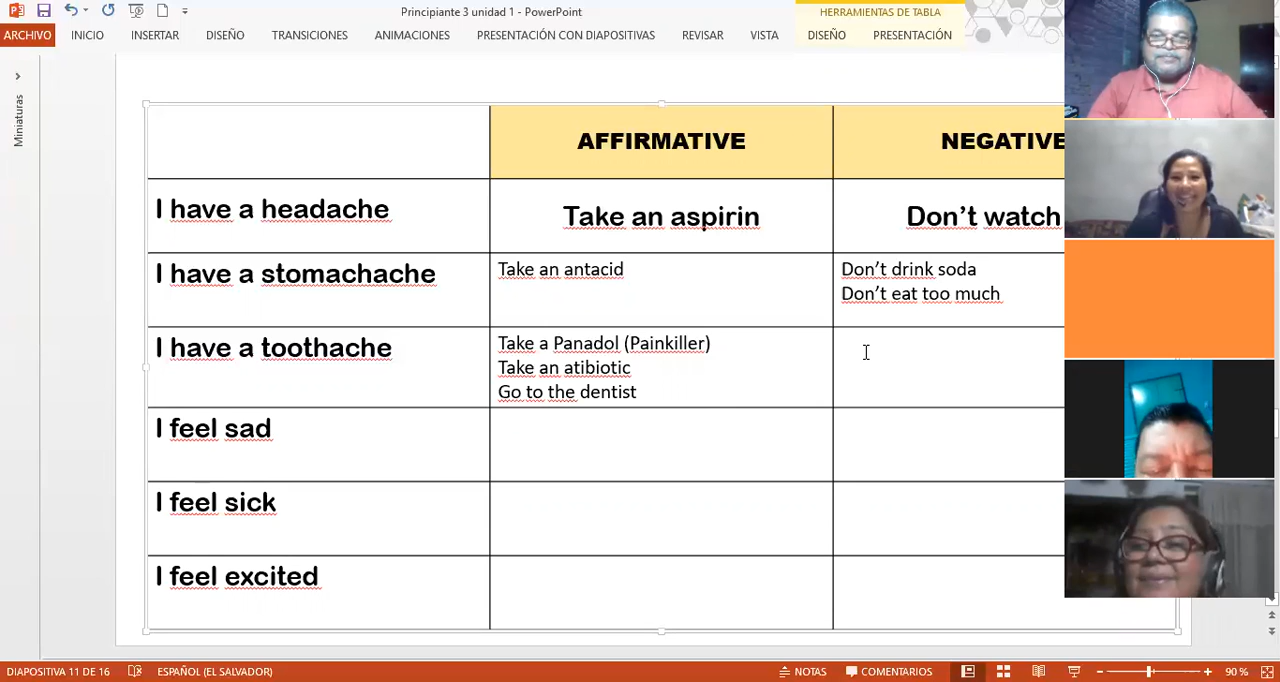 Principiante 3 unidad 1 - PowerPoint
HERRAMIENTAS DE TABLA
ARCHIVO INICIO INSERTAR DISEÑO TRANSICIONES ANIMACIONES PRESENTACIÓN CON DIAPOSITIVAS REVISAR VISTA DISEÑO PRESENTACIÓN
Miniaturas
AFFIRMATIVE NEGATIVE
I have a headache Take an aspirin Don't watch
I have a stomachache Take an antacid Don't drink soda
Don't eat too much
I have a toothache Take a Panadol (Painkiller)
Take an atibiotic
Go to the dentist
I feel sad
I feel sick
I feel excited
DIAPOSITIVA 11 DE 16 ESPAÑOL (EL SALVADOR) NOTAS COMENTARIOS 90 %